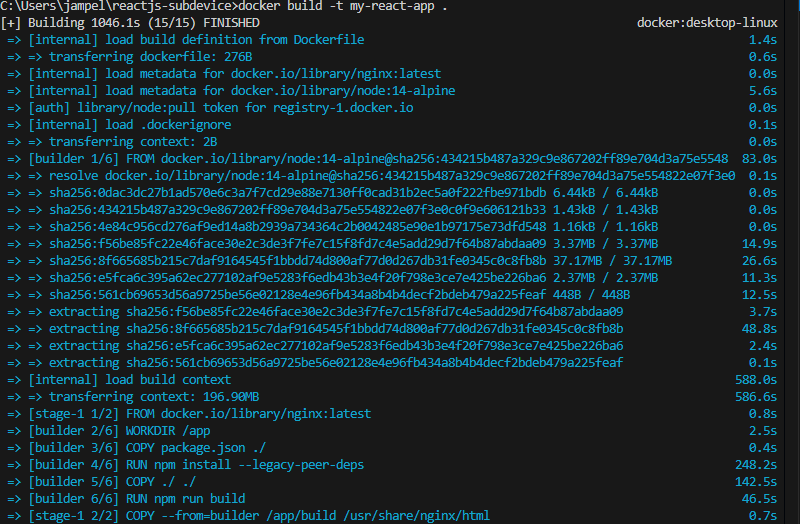 C:\Users\jampel\reactjs-subdevice>docker build -t my-react-app .
[+] Building 1046.1s (15/15) FINISHED docker:desktop-linux
=> [internal] load build definition from Dockerfile 1.4s
=> => transferring dockerfile: 276B 0.6s
=> [internal] load metadata for docker.io/library/nginx:latest 0.0s
=> [internal] load metadata for docker.io/library/node:14-alpine 5.6s
=> [auth] library/node:pull token for registry-1.docker.io 0.0s
=> [internal] load .dockerignore 0.1s
=> => transferring context: 2B 0.0s
=> [builder 1/6] FROM docker.io/library/node:14-alpine@sha256:434215b487a329c9e867202ff89e704d3a75e5548 83.0s
=> => resolve docker.io/library/node:14-alpine@sha256:434215b487a329c9e867202ff89e704d3a75e554822e07f3e0 0.1s
=> => sha256:0dac3dc27b1ad570e6c3a7f7cd29e88e7130ff0cad31b2ec5a0f222fbe971bdb 6.44kB / 6.44kB 0.0s
=> => sha256:434215b487a329c9e867202ff89e704d3a75e554822e07f3e0c0f9e606121b33 1.43kB / 1.43kB 0.0s
=> => sha256:4e84c956cd276af9ed14a8b2939a734364c2b0042485e90e1b97175e73dfd548 1.16kB / 1.16kB 0.0s
=> => sha256:f56be85fc22e46face30e2c3de3f7fe7c15f8fd7c4e5add29d7f64b87abdaa09 3.37MB / 3.37MB 14.9s
=> => sha256:8f665685b215c7daf9164545f1bbdd74d800af77d0d267db31fe0345c0c8fb8b 37.17MB / 37.17MB 26.6s
=> => sha256:e5fca6c395a62ec277102af9e5283f6edb43b3e4f20f798e3ce7e425be226ba6 2.37MB / 2.37MB 11.3s
=> => sha256:561cb69653d56a9725be56e02128e4e96fb434a8b4b4decf2bdeb479a225feaf 448B / 448B 12.5s
=> => extracting sha256:f56be85fc22e46face30e2c3de3f7fe7c15f8fd7c4e5add29d7f64b87abdaa09 3.7s
=> => extracting sha256:8f665685b215c7daf9164545f1bbdd74d800af77d0d267db31fe0345c0c8fb8b 48.8s
=> => extracting sha256:e5fca6c395a62ec277102af9e5283f6edb43b3e4f20f798e3ce7e425be226ba6 2.4s
=> => extracting sha256:561cb69653d56a9725be56e02128e4e96fb434a8b4b4decf2bdeb479a225feaf 0.1s
=> [internal] load build context 588.0s
=> => transferring context: 196.90MB 586.6s
=> [stage-1 1/2] FROM docker.io/library/nginx:latest 0.8s
=> [builder 2/6] WORKDIR /app 2.5s
=> [builder 3/6] COPY package.json ./ 0.4s
=> [builder 4/6] RUN npm install --legacy-peer-deps 248.2s
=> [builder 5/6] COPY ./ ./ 142.5s
=> [builder 6/6] RUN npm run build 46.5s
=> [stage-1 2/2] COPY --from=builder /app/build /usr/share/nginx/html 0.7s